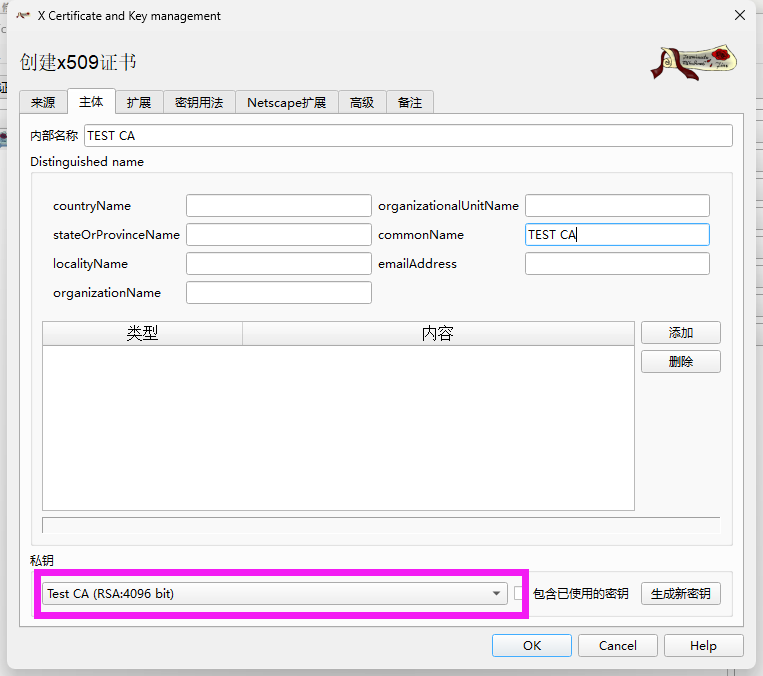 X Certificate and Key management
创建x509证书
来源 主体 扩展 密钥用法 Netscape扩展 高级 备注
内部名称 TEST CA
Distinguished name
countryName organizationalUnitName
stateOrProvinceName commonName TEST CA
localityName emailAddress
organizationName
类型 内容 添加
删除
私钥
Test CA (RSA:4096 bit) 包含已使用的密钥 生成新密钥
OK Cancel Help